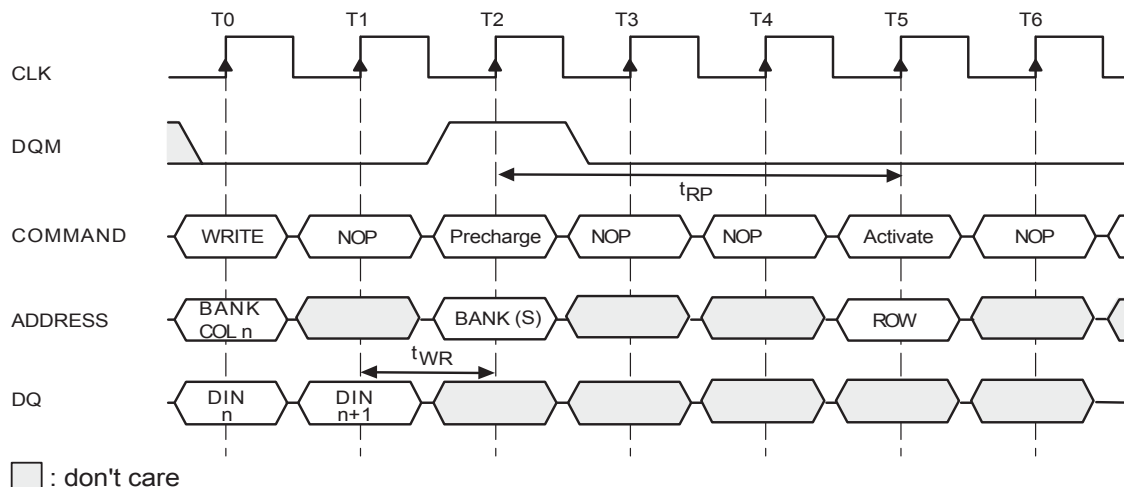 T0 T1 T2 T3 T4 T5 T6
CLK
DQM
tRP
COMMAND WRITE NOP Precharge NOP NOP Activate NOP
ADDRESS BANK COL n BANK (S) ROW
tWR
DQ DIN n DIN n+1
: don't care